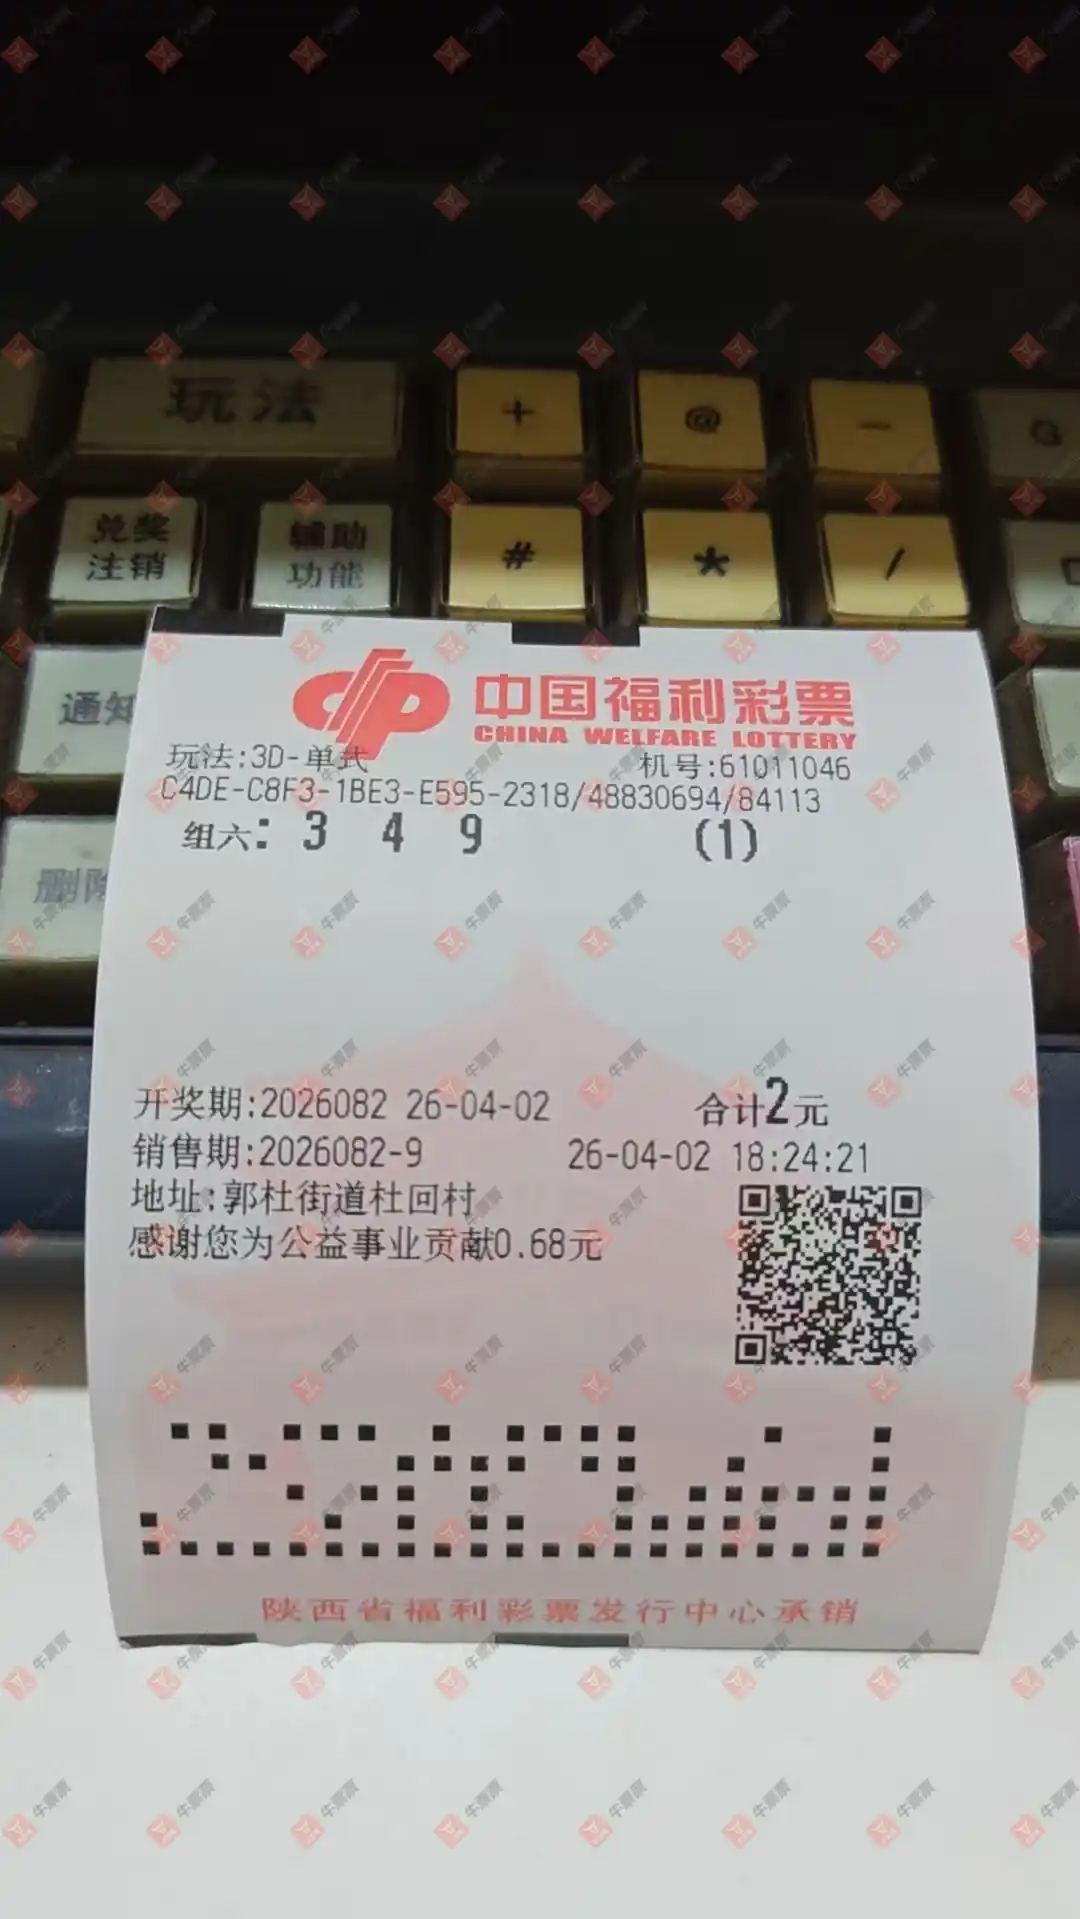 玩法
+
@
-
G
兑奖
注销
辅助
功能
#
*
/
通知
删除
中国福利彩票
CHINA WELFARE LOTTERY
玩法:3D-单式
机号:61011046
C4DE-C8F3-1BE3-E595-2318/48830694/84113
组六: 3 4 9 (1)
开奖期:2026082 26-04-02 合计2元
销售期:2026082-9 26-04-02 18:24:21
地址:郭杜街道杜回村
感谢您为公益事业贡献0.68元
陕西省福利彩票发行中心承销
牛票票